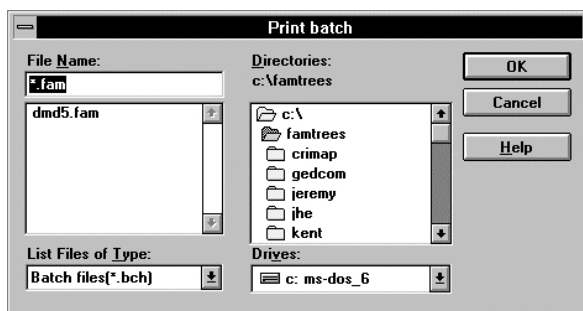 Print batch
File Name:
*.fam
dmd5.fam
List Files of Type:
Batch files(*.bch)
Directories:
c:\famtrees
c:\
famtrees
crimap
gedcom
jeremy
jhe
kent
Drives:
c: ms-dos_6
OK
Cancel
Help